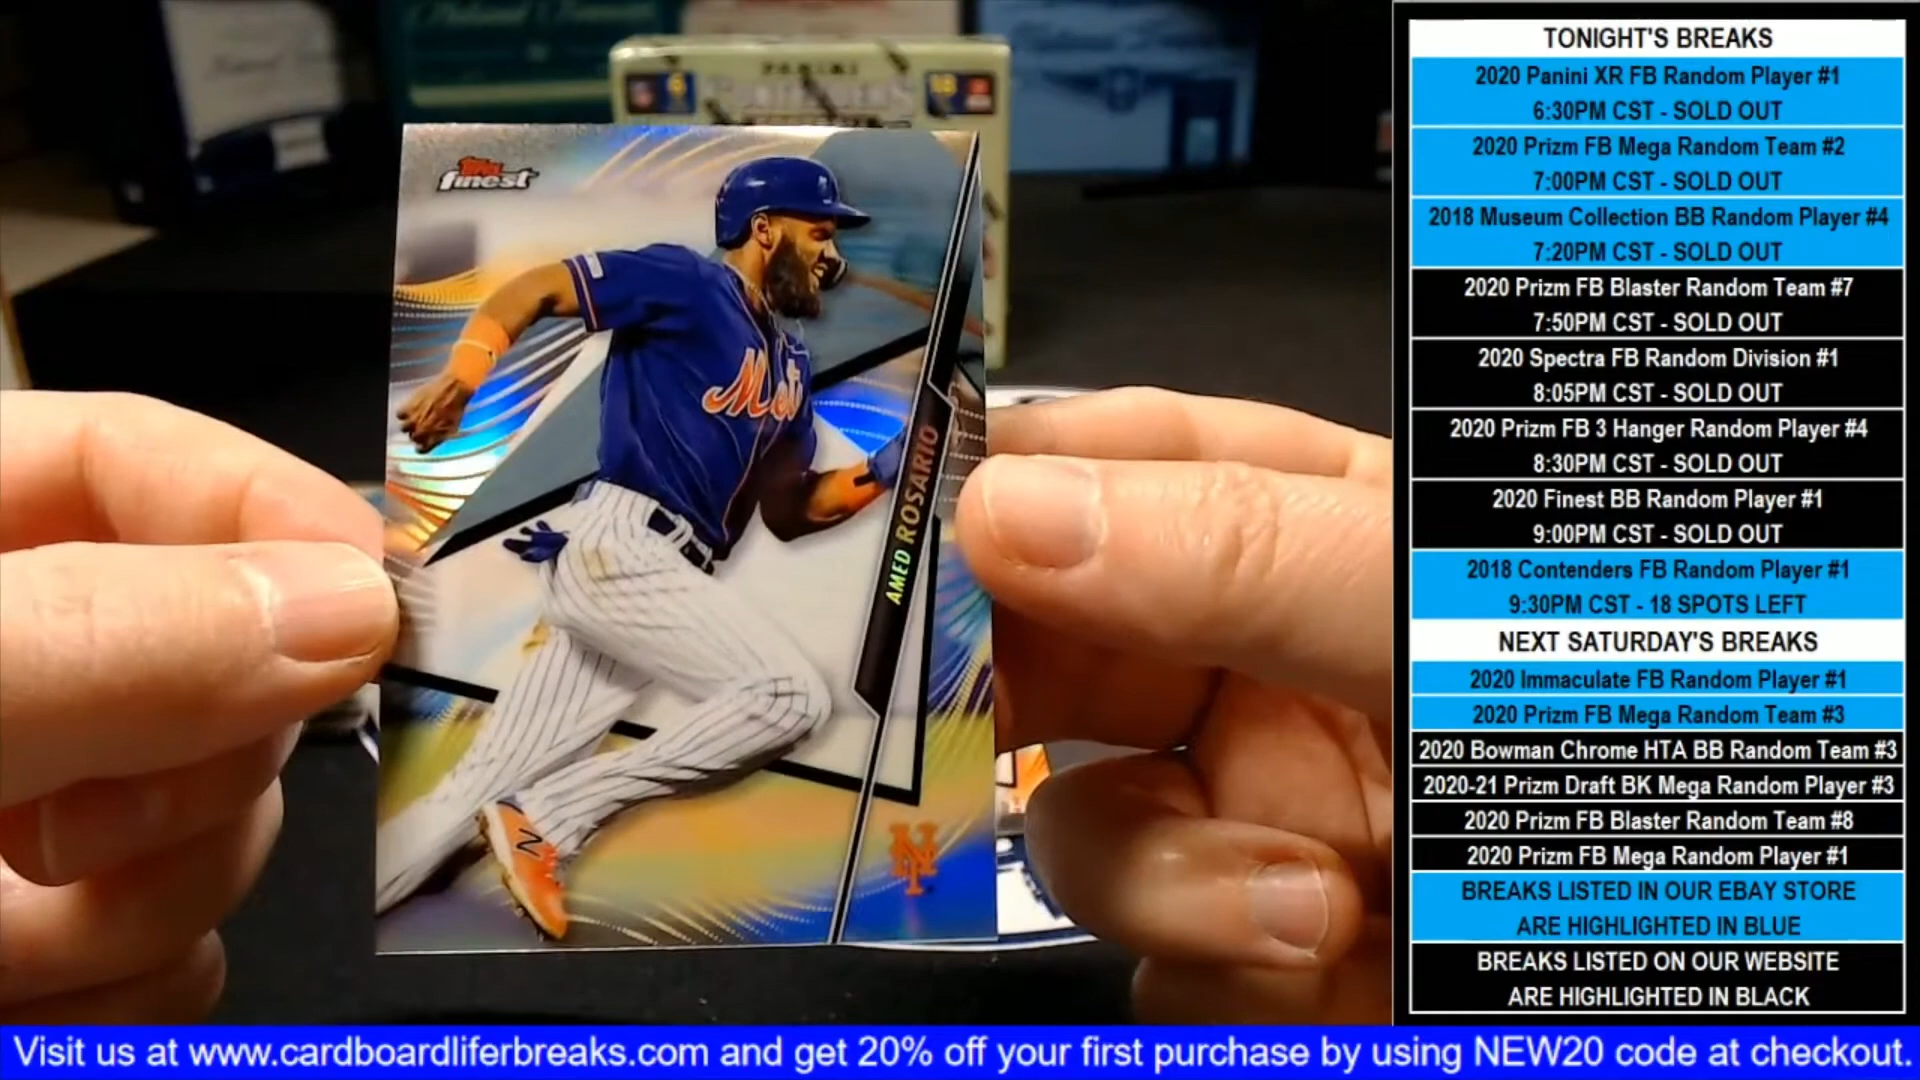 PANINI
TOPPS
finest
Mets
AMED ROSARIO
NY
TONIGHT'S BREAKS
2020 Panini XR FB Random Player #1
6:30PM CST - SOLD OUT
2020 Prizm FB Mega Random Team #2
7:00PM CST - SOLD OUT
2018 Museum Collection BB Random Player #4
7:20PM CST - SOLD OUT
2020 Prizm FB Blaster Random Team #7
7:50PM CST - SOLD OUT
2020 Spectra FB Random Division #1
8:05PM CST - SOLD OUT
2020 Prizm FB 3 Hanger Random Player #4
8:30PM CST - SOLD OUT
2020 Finest BB Random Player #1
9:00PM CST - SOLD OUT
2018 Contenders FB Random Player #1
9:30PM CST - 18 SPOTS LEFT
NEXT SATURDAY'S BREAKS
2020 Immaculate FB Random Player #1
2020 Prizm FB Mega Random Team #3
2020 Bowman Chrome HTA BB Random Team #3
2020-21 Prizm Draft BK Mega Random Player #3
2020 Prizm FB Blaster Random Team #8
2020 Prizm FB Mega Random Player #1
BREAKS LISTED IN OUR EBAY STORE
ARE HIGHLIGHTED IN BLUE
BREAKS LISTED ON OUR WEBSITE
ARE HIGHLIGHTED IN BLACK
Visit us at www.cardboardliferbreaks.com and get 20% off your first purchase by using NEW20 code at checkout.